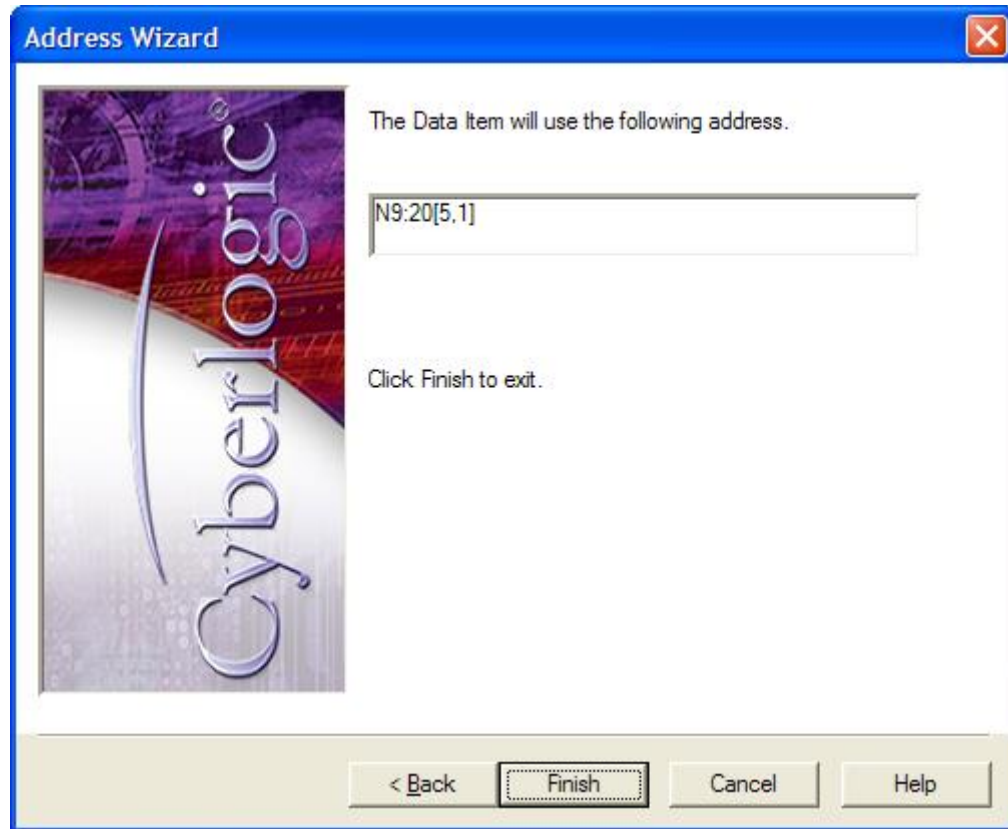 Address Wizard
Cyberlogic®
The Data Item will use the following address.
N9:20[5,1]
Click Finish to exit.
< Back Finish Cancel Help